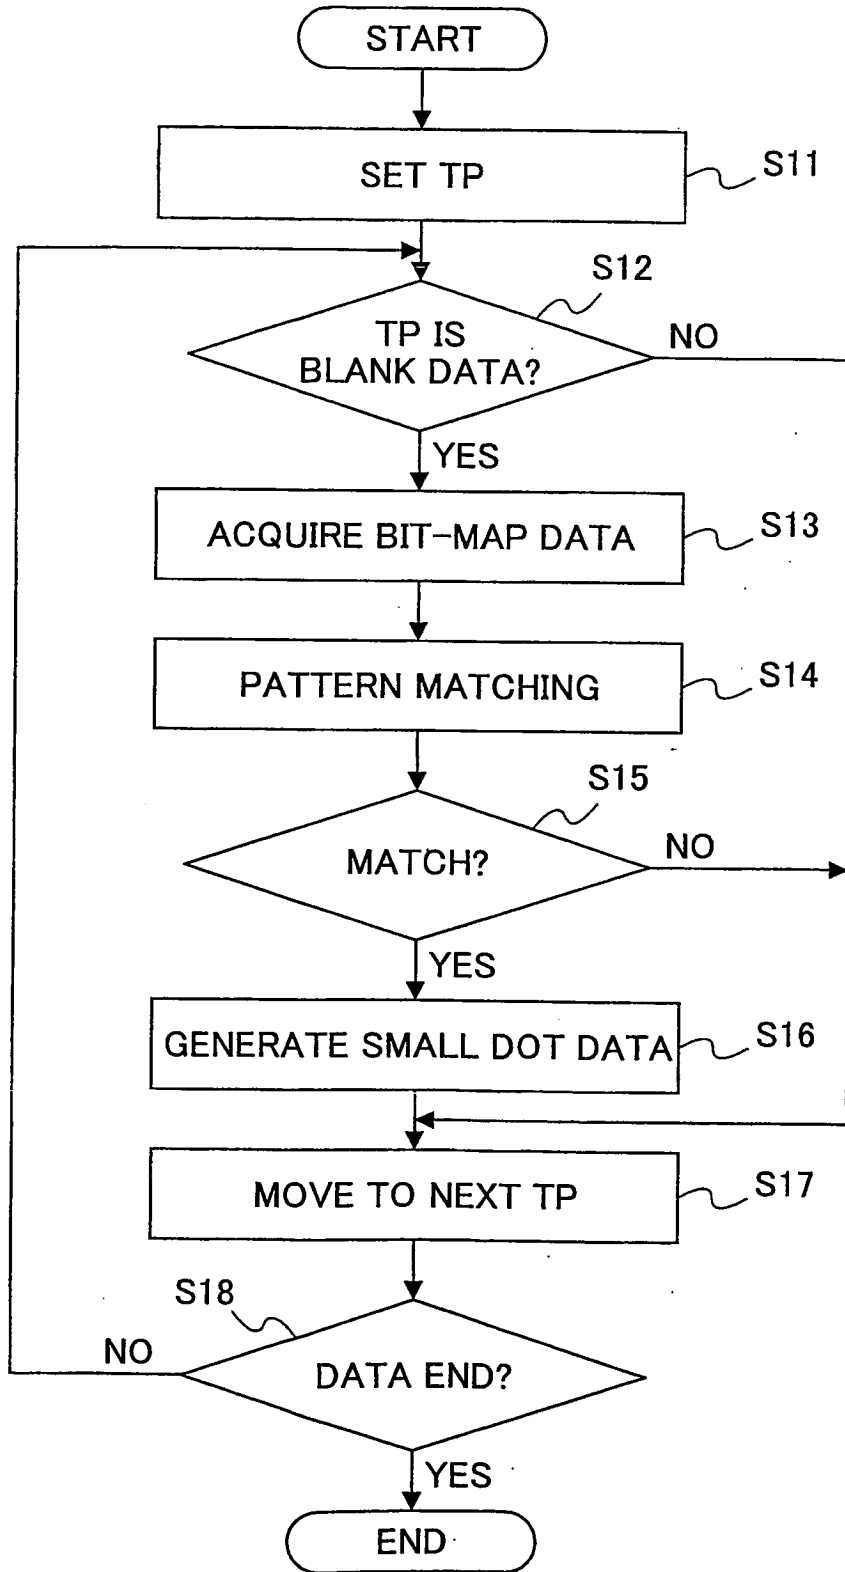 START
SET TP
S11
S12
TP IS
BLANK DATA?
NO
YES
ACQUIRE BIT-MAP DATA
S13
PATTERN MATCHING
S14
S15
MATCH?
NO
YES
GENERATE SMALL DOT DATA
S16
MOVE TO NEXT TP
S17
S18
NO
DATA END?
YES
END